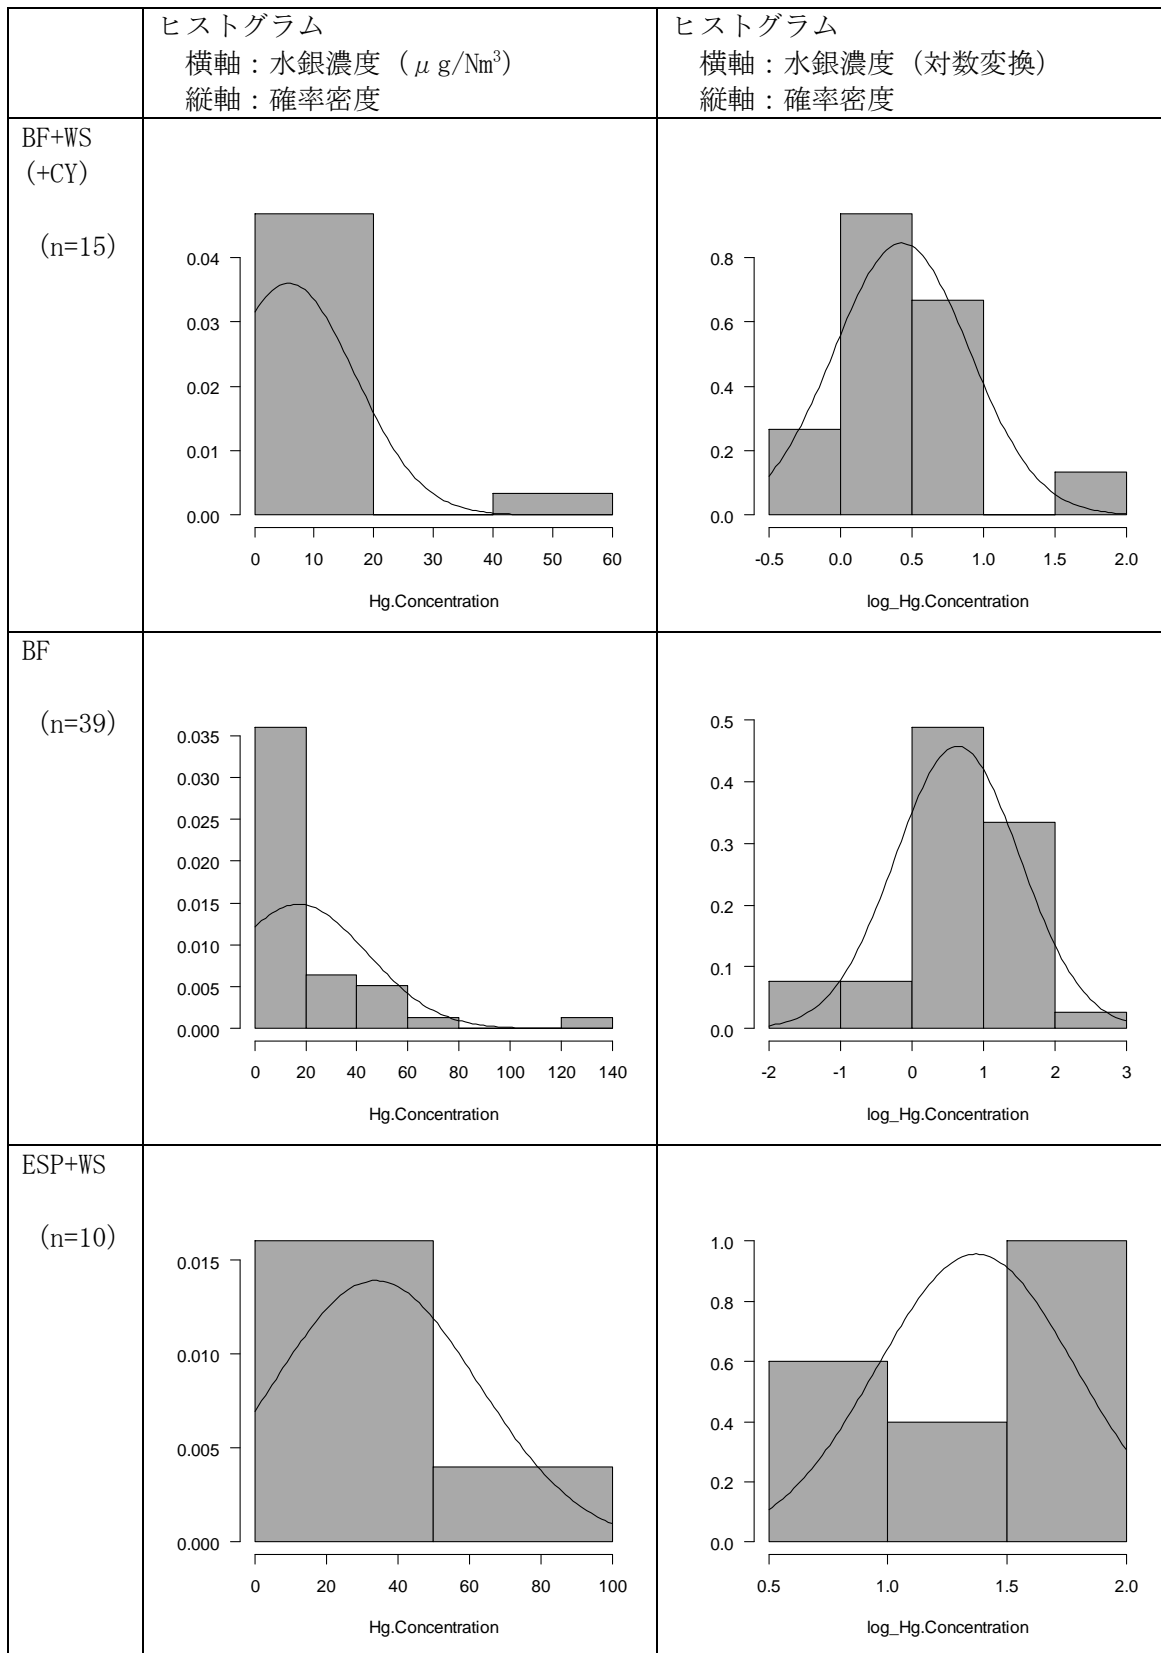 ヒストグラム
横軸：水銀濃度（μg/Nm³）
縦軸：確率密度
ヒストグラム
横軸：水銀濃度（対数変換）
縦軸：確率密度
BF+WS
(+CY)
(n=15)
0.04
0.03
0.02
0.01
0.00
0 10 20 30 40 50 60
Hg.Concentration
0.8
0.6
0.4
0.2
0.0
-0.5 0.0 0.5 1.0 1.5 2.0
log_Hg.Concentration
BF
(n=39)
0.035
0.030
0.025
0.020
0.015
0.010
0.005
0.000
0 20 40 60 80 100 120 140
Hg.Concentration
0.5
0.4
0.3
0.2
0.1
0.0
-2 -1 0 1 2 3
log_Hg.Concentration
ESP+WS
(n=10)
0.015
0.010
0.005
0.000
0 20 40 60 80 100
Hg.Concentration
1.0
0.8
0.6
0.4
0.2
0.0
0.5 1.0 1.5 2.0
log_Hg.Concentration